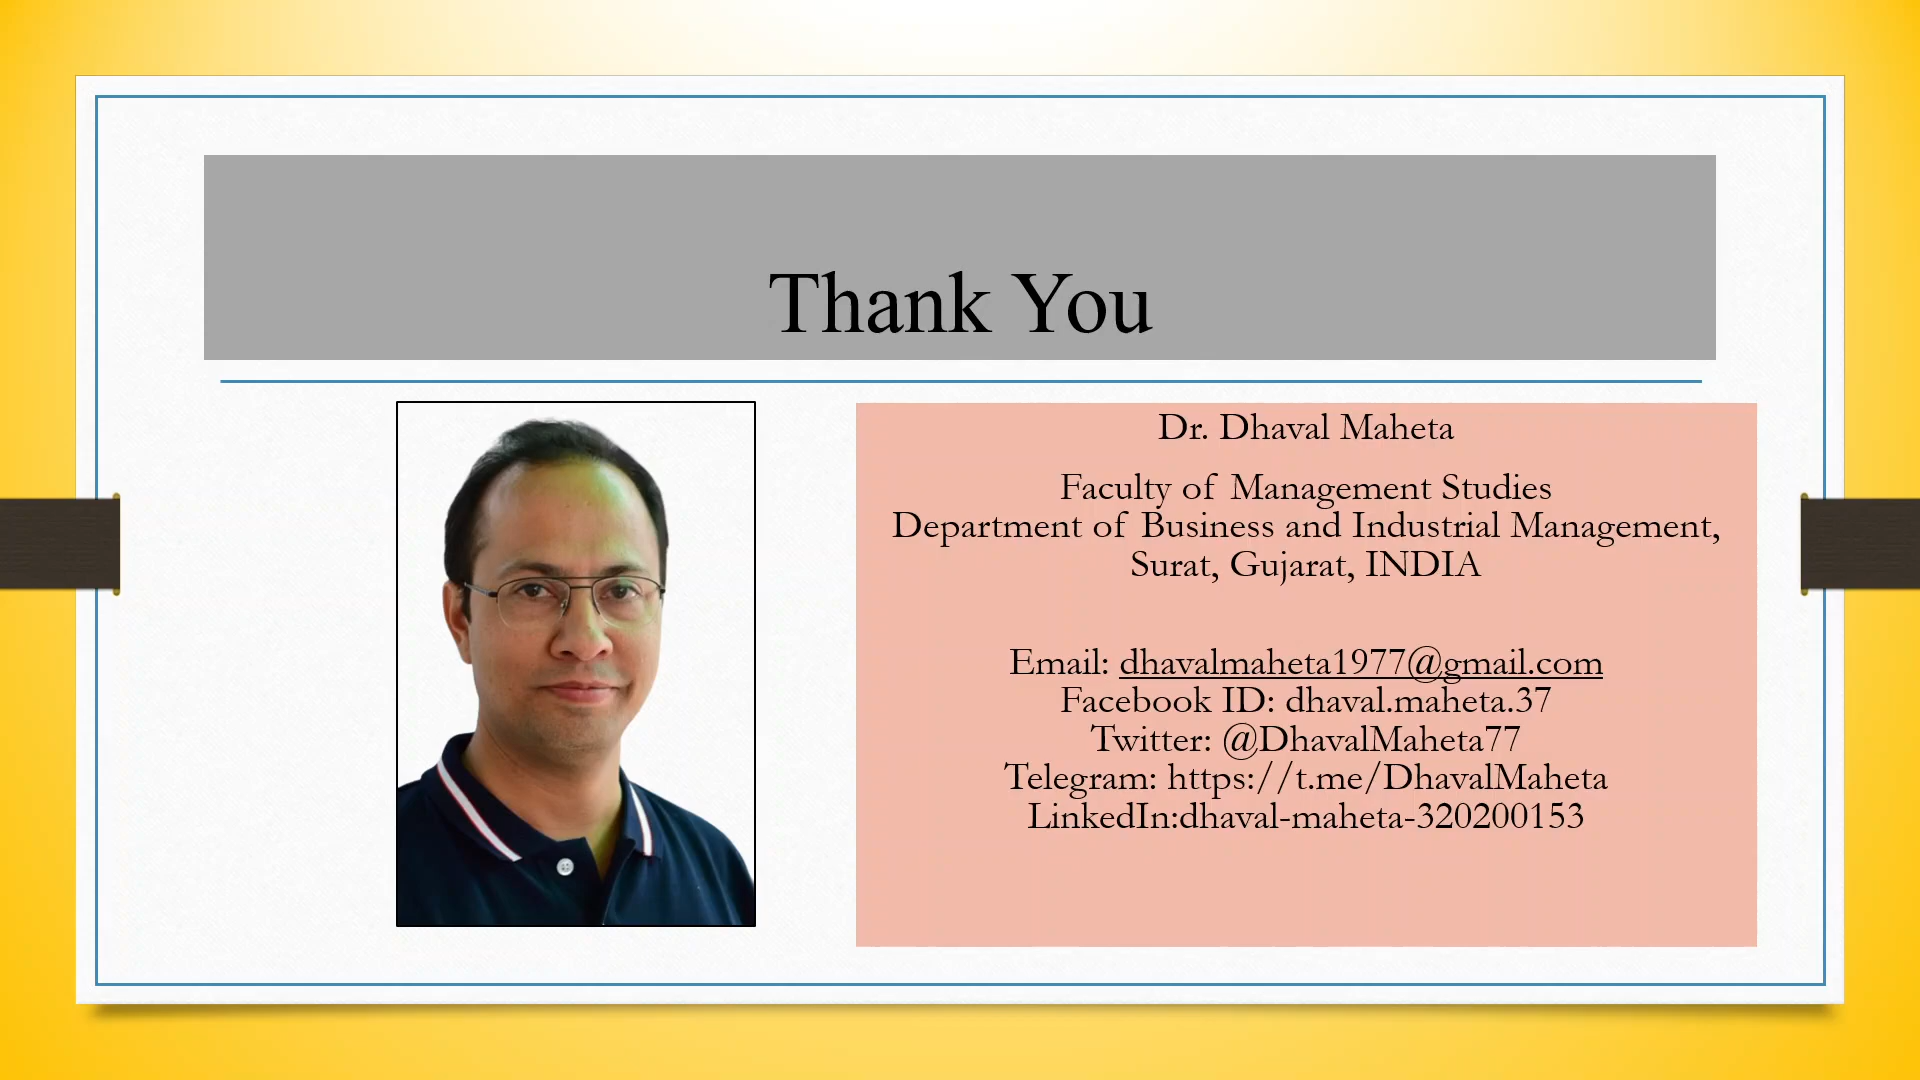 Thank You
Dr. Dhaval Maheta
Faculty of Management Studies
Department of Business and Industrial Management,
Surat, Gujarat, INDIA
Email: dhavalmaheta1977@gmail.com
Facebook ID: dhaval.maheta.37
Twitter: @DhavalMaheta77
Telegram: https://t.me/DhavalMaheta
LinkedIn:dhaval-maheta-320200153